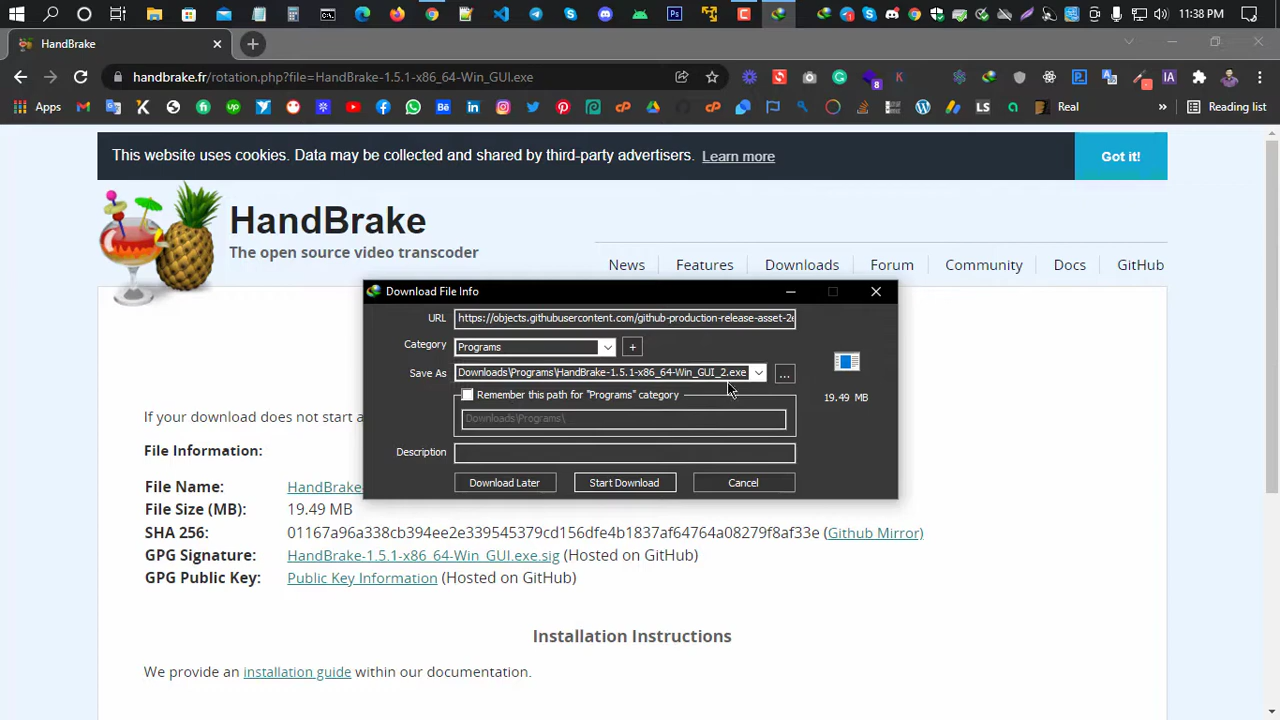 11:38 PM
HandBrake
handbrake.fr/rotation.php?file=HandBrake-1.5.1-x86_64-Win_GUI.exe
8
K
IA
Apps
LS
Real
Reading list
This website uses cookies. Data may be collected and shared by third-party advertisers. Learn more
Got it!
HandBrake
The open source video transcoder
News
Features
Downloads
Forum
Community
Docs
GitHub
Download File Info
URL
https://objects.githubusercontent.com/github-production-release-asset-2e
Category
Programs
+
Save As
Downloads\Programs\HandBrake-1.5.1-x86_64-Win_GUI_2.exe
...
19.49 MB
Remember this path for "Programs" category
Downloads\Programs\
Description
Download Later
Start Download
Cancel
If your download does not start a
File Information:
File Name: HandBrake-
File Size (MB): 19.49 MB
SHA 256: 01167a96a338cb394ee2e339545379cd156dfe4b1837af64764a08279f8af33e (Github Mirror)
GPG Signature: HandBrake-1.5.1-x86_64-Win_GUI.exe.sig (Hosted on GitHub)
GPG Public Key: Public Key Information (Hosted on GitHub)
Installation Instructions
We provide an installation guide within our documentation.